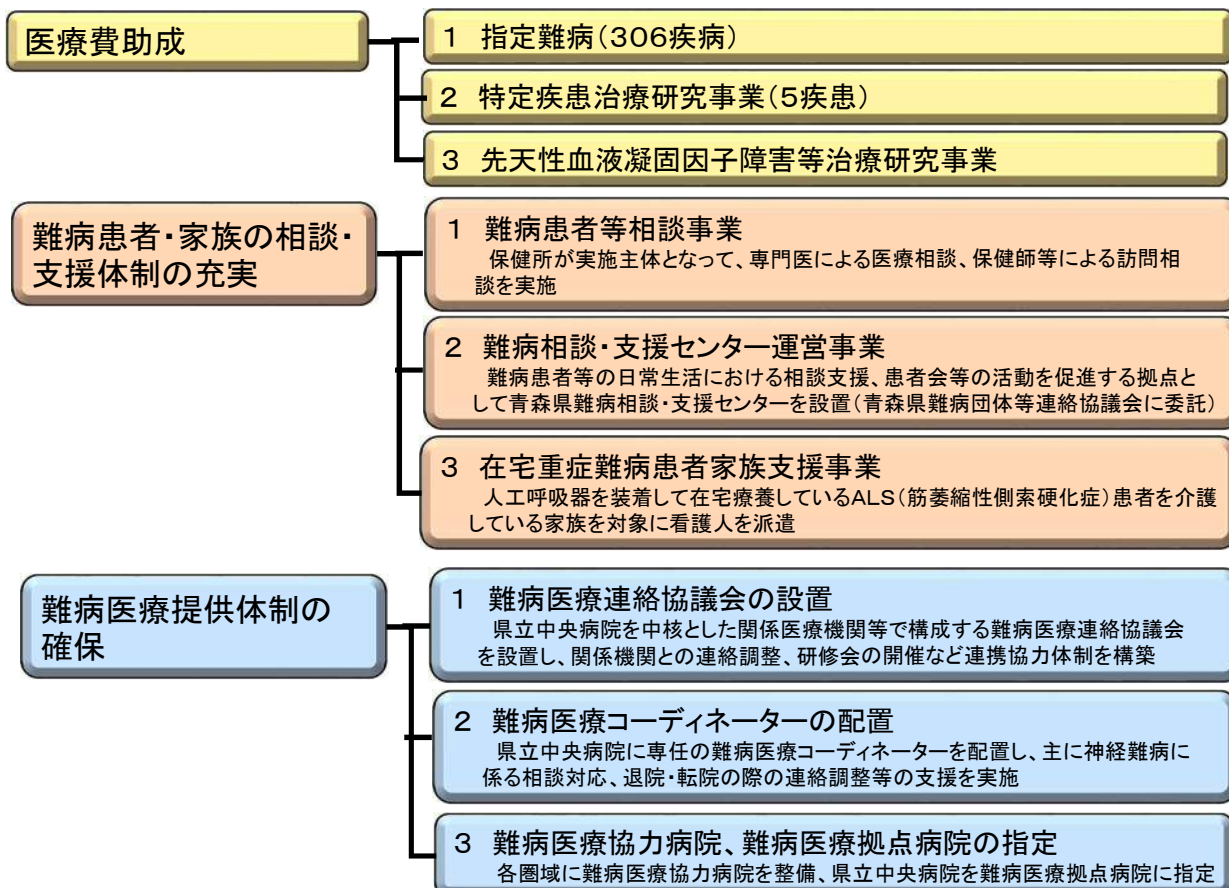 医療費助成
1 指定難病(306疾病)
2 特定疾患治療研究事業(5疾患)
3 先天性血液凝固因子障害等治療研究事業
難病患者・家族の相談・
支援体制の充実
1 難病患者等相談事業
保健所が実施主体となって、専門医による医療相談、保健師等による訪問相
談を実施
2 難病相談・支援センター運営事業
難病患者等の日常生活における相談支援、患者会等の活動を促進する拠点と
して青森県難病相談・支援センターを設置(青森県難病団体等連絡協議会に委託)
3 在宅重症難病患者家族支援事業
人工呼吸器を装着して在宅療養しているALS(筋萎縮性側索硬化症)患者を介護
している家族を対象に看護人を派遣
難病医療提供体制の
確保
1 難病医療連絡協議会の設置
県立中央病院を中核とした関係医療機関等で構成する難病医療連絡協議会
を設置し、関係機関との連絡調整、研修会の開催など連携協力体制を構築
2 難病医療コーディネーターの配置
県立中央病院に専任の難病医療コーディネーターを配置し、主に神経難病に
係る相談対応、退院・転院の際の連絡調整等の支援を実施
3 難病医療協力病院、難病医療拠点病院の指定
各圏域に難病医療協力病院を整備、県立中央病院を難病医療拠点病院に指定